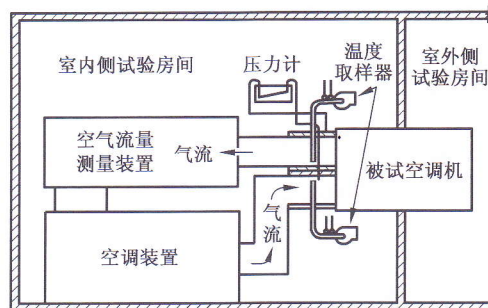 室内侧试验房间
压力计
温度
取样器
室外侧
试验房间
空气流量
测量装置
气流
被试空调机
气流
空调装置